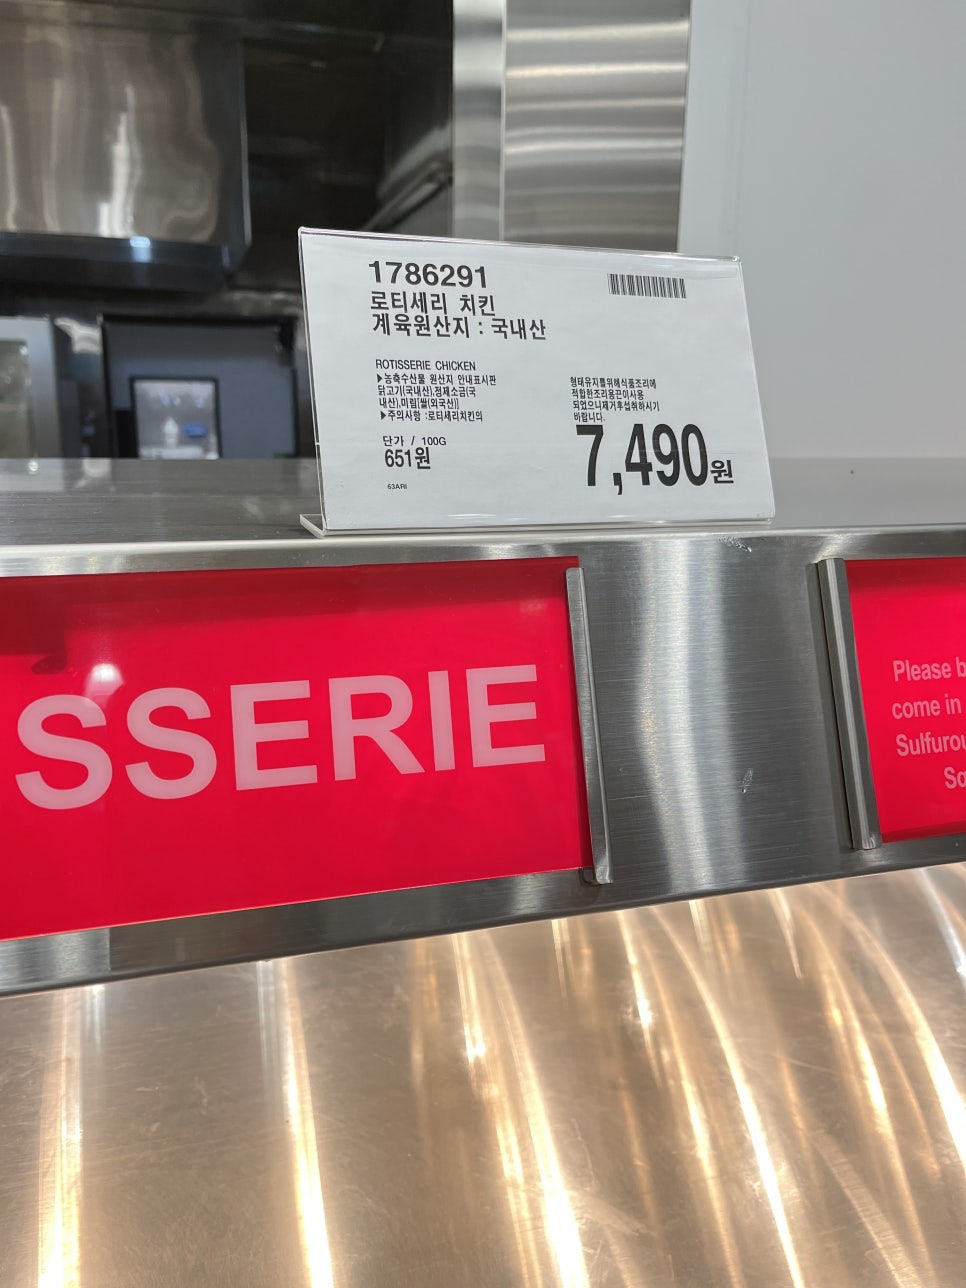 1786291
로티세리 치킨
계육원산지 : 국내산
ROTISSERIE CHICKEN
▶농축수산물 원산지 안내표시판
닭고기(국내산),정제소금(국
내산),미림[쌀(외국산)]
▶주의사항 :로티세리치킨의
형태유지를위해식품조리에
적합한조리용끈이사용
되었으니제거후섭취하시기
바랍니다.
단가 / 100G
651원
7,490원
63ARI
SSERIE
Please b
come in
Sulfurou